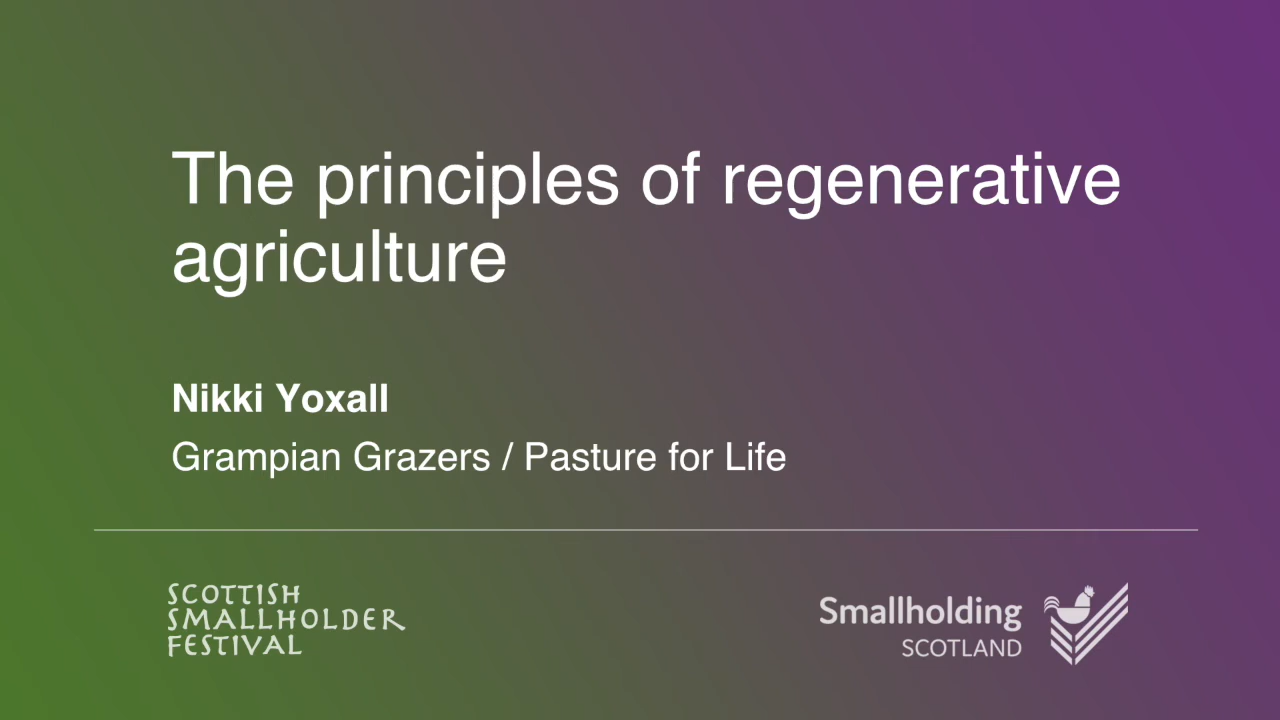 The principles of regenerative
agriculture
Nikki Yoxall
Grampian Grazers / Pasture for Life
SCOTTISH
SMALLHOLDER
FESTIVAL
Smallholding
SCOTLAND